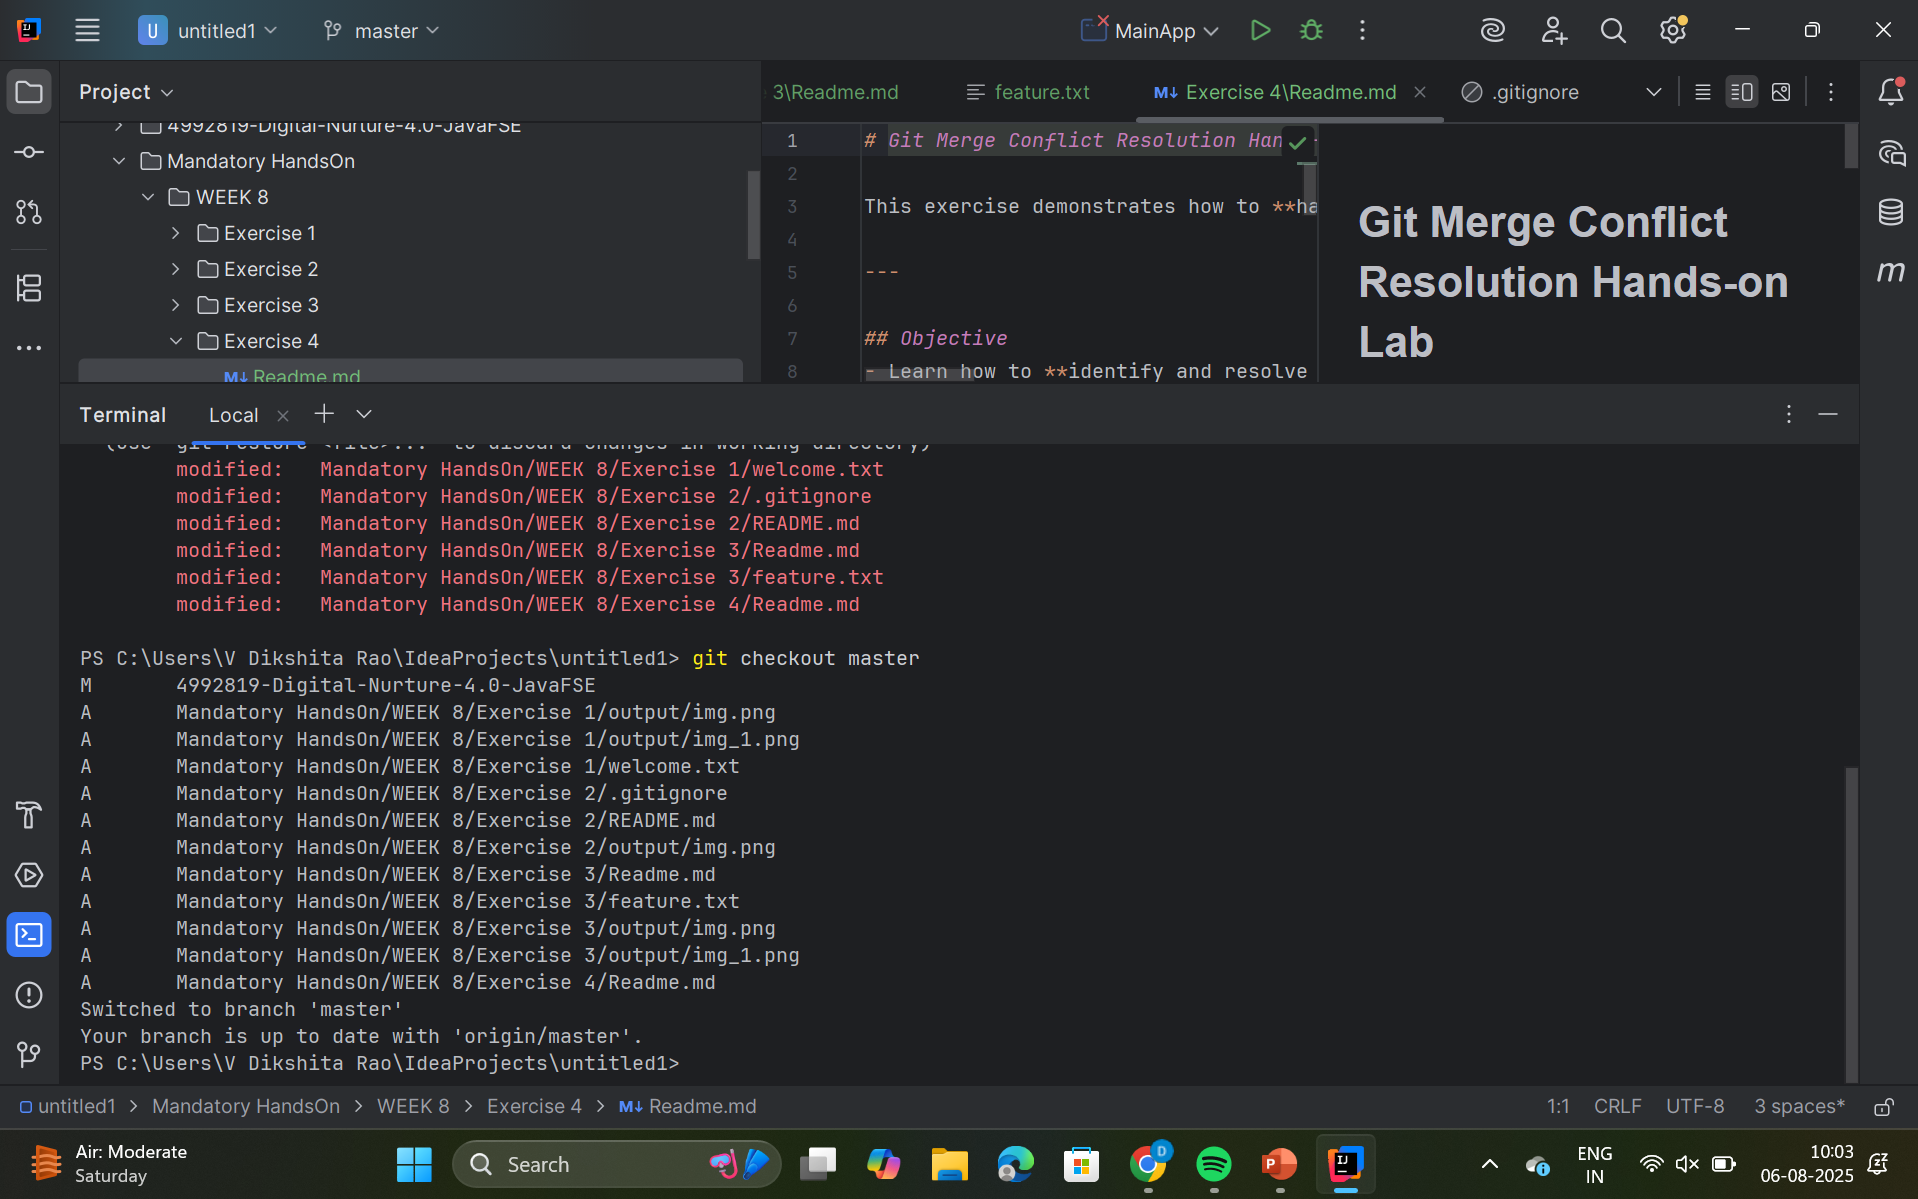 U untitled1
master
MainApp
Project
3\Readme.md
feature.txt
M↓ Exercise 4\Readme.md
.gitignore
4992819-Digital-Nurture-4.0-JavaFSE
Mandatory HandsOn
WEEK 8
Exercise 1
Exercise 2
Exercise 3
Exercise 4
M↓ Readme.md
1 # Git Merge Conflict Resolution Han
2
3 This exercise demonstrates how to **ha
4
5 ---
6
7 ## Objective
8 - Learn how to **identify and resolve
Git Merge Conflict
Resolution Hands-on
Lab
m
Terminal
Local
(use "git restore <file>..." to discard changes in working directory)
modified: Mandatory HandsOn/WEEK 8/Exercise 1/welcome.txt
modified: Mandatory HandsOn/WEEK 8/Exercise 2/.gitignore
modified: Mandatory HandsOn/WEEK 8/Exercise 2/README.md
modified: Mandatory HandsOn/WEEK 8/Exercise 3/Readme.md
modified: Mandatory HandsOn/WEEK 8/Exercise 3/feature.txt
modified: Mandatory HandsOn/WEEK 8/Exercise 4/Readme.md
PS C:\Users\V Dikshita Rao\IdeaProjects\untitled1> git checkout master
M 4992819-Digital-Nurture-4.0-JavaFSE
A Mandatory HandsOn/WEEK 8/Exercise 1/output/img.png
A Mandatory HandsOn/WEEK 8/Exercise 1/output/img_1.png
A Mandatory HandsOn/WEEK 8/Exercise 1/welcome.txt
A Mandatory HandsOn/WEEK 8/Exercise 2/.gitignore
A Mandatory HandsOn/WEEK 8/Exercise 2/README.md
A Mandatory HandsOn/WEEK 8/Exercise 2/output/img.png
A Mandatory HandsOn/WEEK 8/Exercise 3/Readme.md
A Mandatory HandsOn/WEEK 8/Exercise 3/feature.txt
A Mandatory HandsOn/WEEK 8/Exercise 3/output/img.png
A Mandatory HandsOn/WEEK 8/Exercise 3/output/img_1.png
A Mandatory HandsOn/WEEK 8/Exercise 4/Readme.md
Switched to branch 'master'
Your branch is up to date with 'origin/master'.
PS C:\Users\V Dikshita Rao\IdeaProjects\untitled1>
untitled1 > Mandatory HandsOn > WEEK 8 > Exercise 4 > M↓ Readme.md
1:1 CRLF UTF-8 3 spaces*
Air: Moderate
Saturday
Search
D
P
IJ
ENG
IN
10:03
06-08-2025